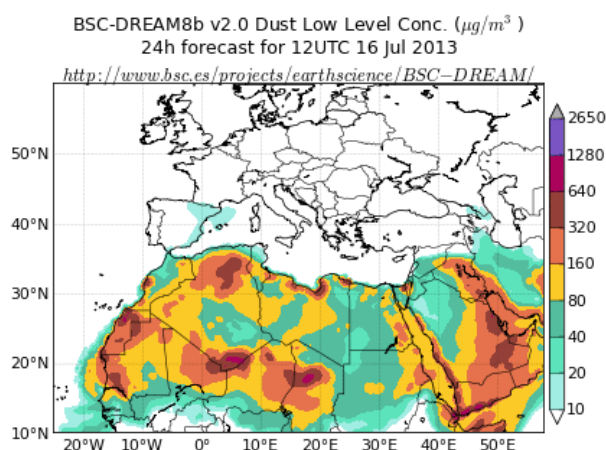 BSC-DREAM8b v2.0 Dust Low Level Conc. (μg/m³ )
24h forecast for 12UTC 16 Jul 2013
http://www.bsc.es/projects/earthscience/BSC−DREAM/
50°N
40°N
30°N
20°N
10°N
20°W 10°W 0° 10°E 20°E 30°E 40°E 50°E
2650
1280
640
320
160
80
40
20
10